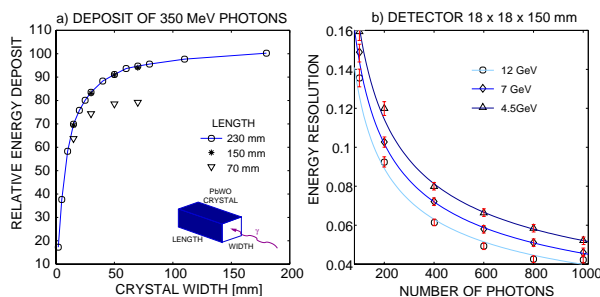 a) DEPOSIT OF 350 MeV PHOTONS
RELATIVE ENERGY DEPOSIT
110
100
90
80
70
60
50
40
30
20
10
LENGTH
230 mm
150 mm
70 mm
PbWO
CRYSTAL
γ
LENGTH
WIDTH
0 50 100 150 200
CRYSTAL WIDTH [mm]
b) DETECTOR 18 x 18 x 150 mm
ENERGY RESOLUTION
0.16
0.14
0.12
0.1
0.08
0.06
0.04
12 GeV
7 GeV
4.5GeV
200 400 600 800 1000
NUMBER OF PHOTONS